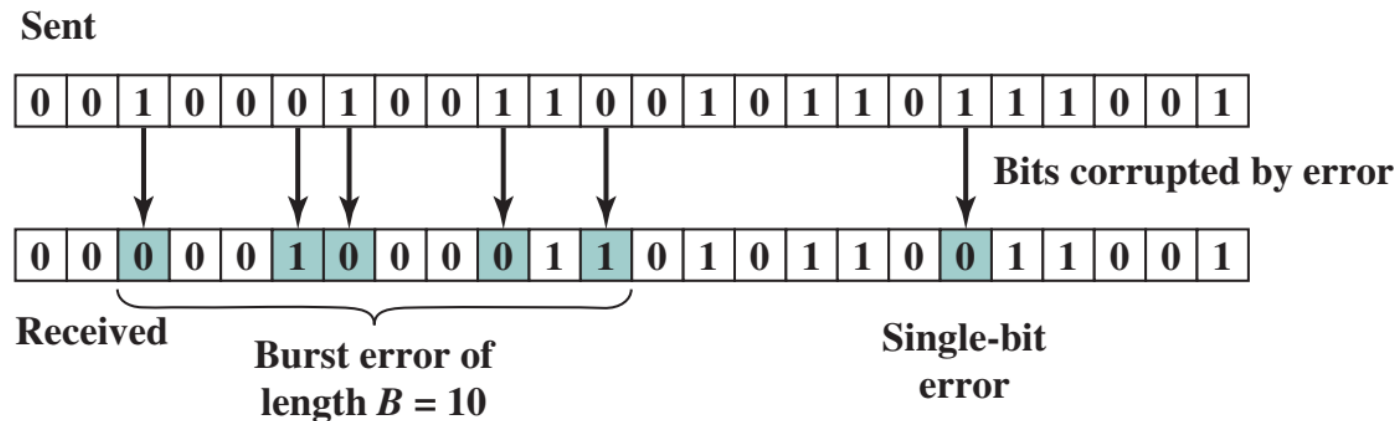 Sent
0 0 1 0 0 0 1 0 0 1 1 0 0 1 0 1 1 0 1 1 1 0 0 1
Bits corrupted by error
0 0 0 0 0 1 0 0 0 0 1 1 0 1 0 1 1 0 0 1 1 0 0 1
Received
Burst error of
length B = 10
Single-bit
error